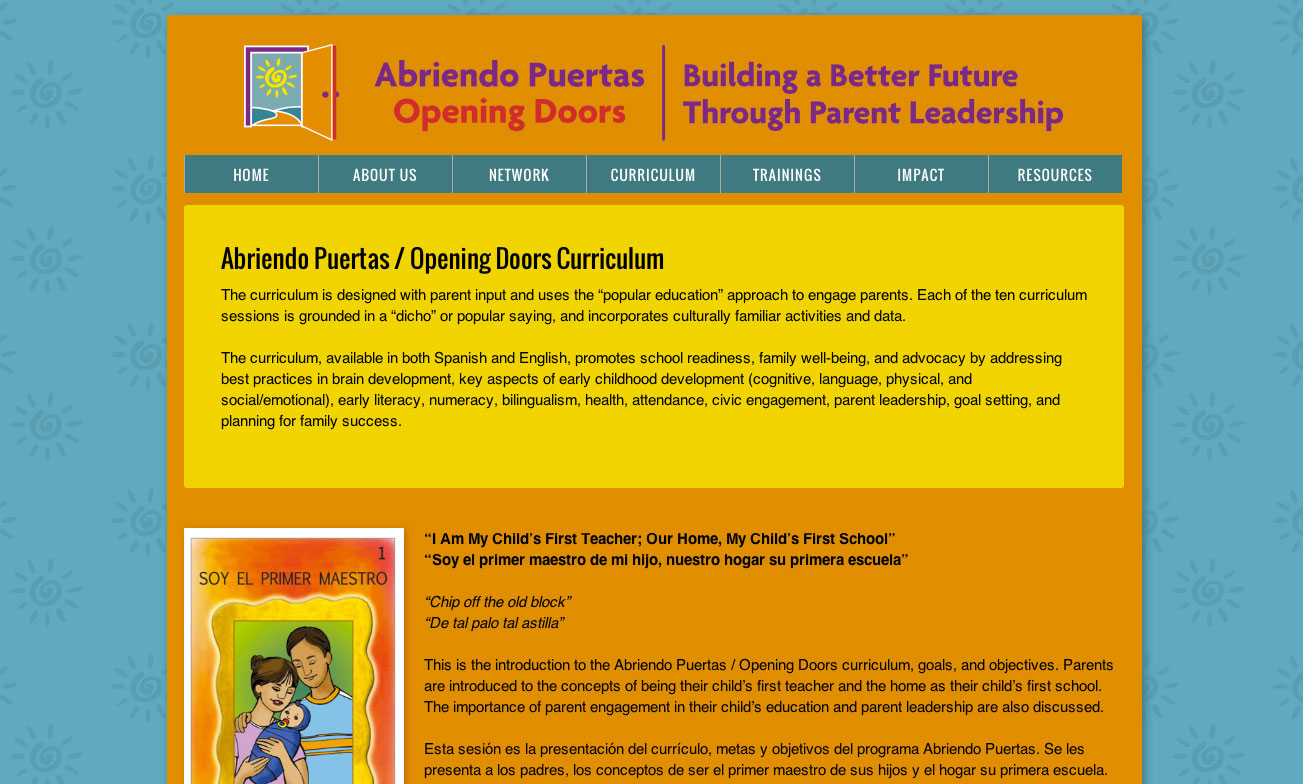 Abriendo Puertas
Opening Doors
Building a Better Future
Through Parent Leadership
HOME
ABOUT US
NETWORK
CURRICULUM
TRAININGS
IMPACT
RESOURCES
Abriendo Puertas / Opening Doors Curriculum
The curriculum is designed with parent input and uses the “popular education” approach to engage parents. Each of the ten curriculum
sessions is grounded in a “dicho” or popular saying, and incorporates culturally familiar activities and data.
The curriculum, available in both Spanish and English, promotes school readiness, family well-being, and advocacy by addressing
best practices in brain development, key aspects of early childhood development (cognitive, language, physical, and
social/emotional), early literacy, numeracy, bilingualism, health, attendance, civic engagement, parent leadership, goal setting, and
planning for family success.
1
SOY EL PRIMER MAESTRO
“I Am My Child’s First Teacher; Our Home, My Child’s First School”
“Soy el primer maestro de mi hijo, nuestro hogar su primera escuela”
“Chip off the old block”
“De tal palo tal astilla”
This is the introduction to the Abriendo Puertas / Opening Doors curriculum, goals, and objectives. Parents
are introduced to the concepts of being their child’s first teacher and the home as their child’s first school.
The importance of parent engagement in their child’s education and parent leadership are also discussed.
Esta sesión es la presentación del currículo, metas y objetivos del programa Abriendo Puertas. Se les
presenta a los padres, los conceptos de ser el primer maestro de sus hijos y el hogar su primera escuela.